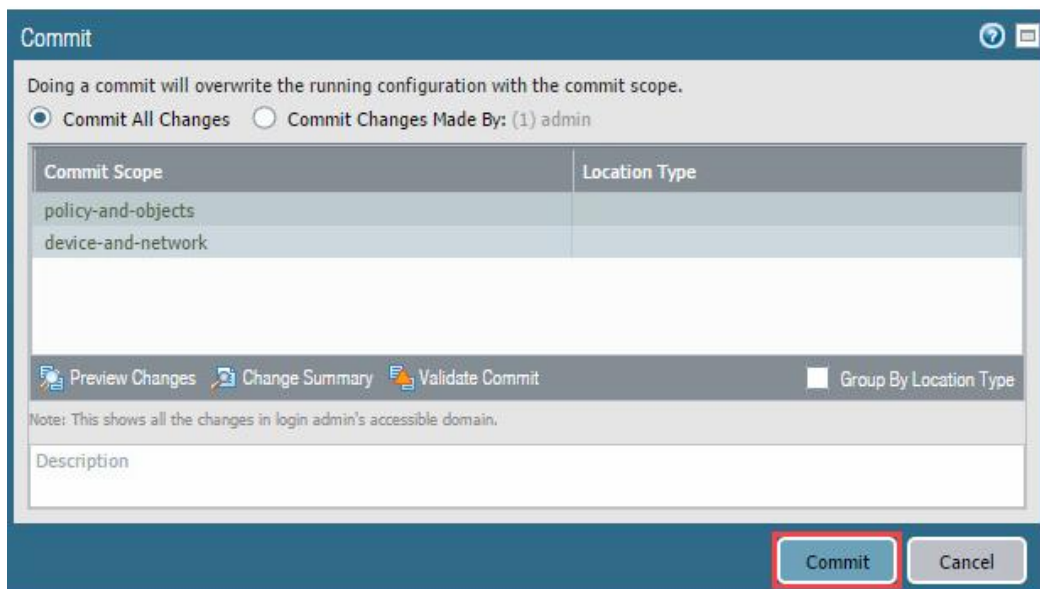 Commit
Doing a commit will overwrite the running configuration with the commit scope.
Commit All Changes Commit Changes Made By: (1) admin
Commit Scope Location Type
policy-and-objects
device-and-network
Preview Changes Change Summary Validate Commit Group By Location Type
Note: This shows all the changes in login admin's accessible domain.
Description
Commit Cancel